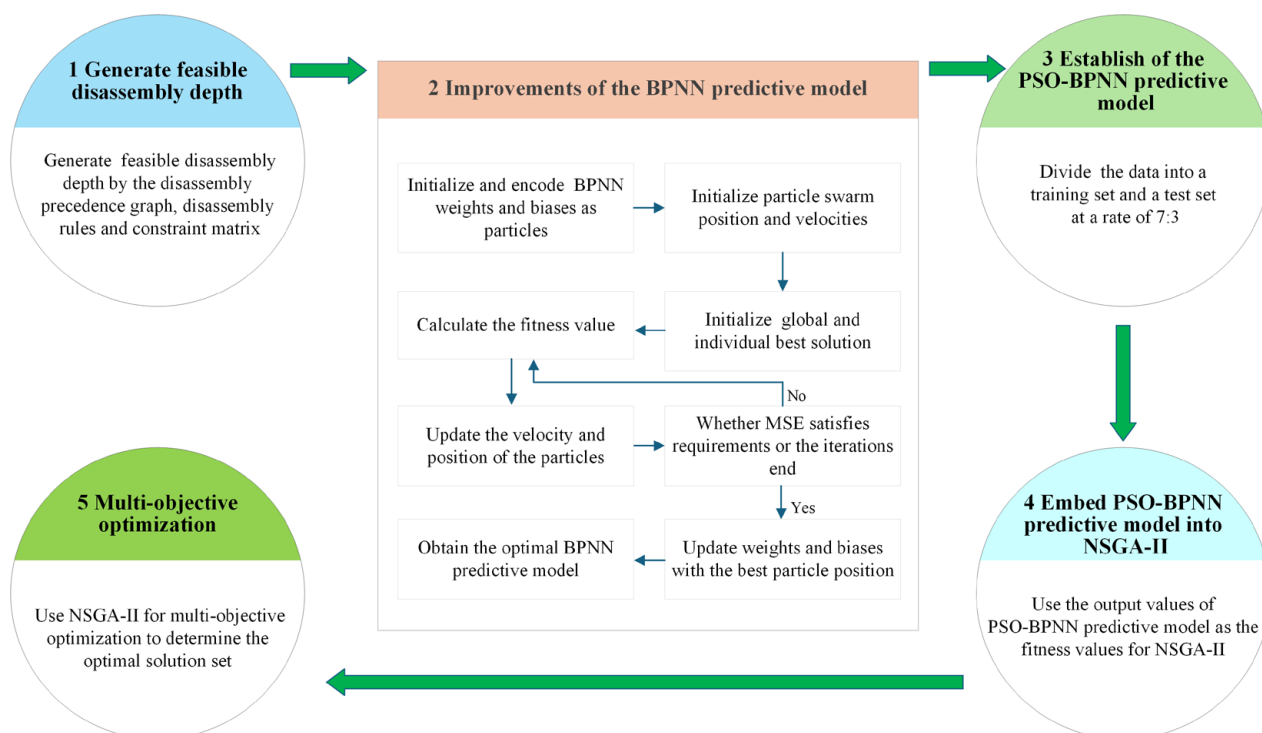 1 Generate feasible
disassembly depth
Generate feasible disassembly
depth by the disassembly
precedence graph, disassembly
rules and constraint matrix
2 Improvements of the BPNN predictive model
Initialize and encode BPNN
weights and biases as
particles
Initialize particle swarm
position and velocities
Initialize global and
individual best solution
Calculate the fitness value
Update the velocity and
position of the particles
Whether MSE satisfies
requirements or the iterations
end
No
Yes
Update weights and biases
with the best particle position
Obtain the optimal BPNN
predictive model
3 Establish of the
PSO-BPNN predictive
model
Divide the data into a
training set and a test set
at a rate of 7:3
4 Embed PSO-BPNN
predictive model into
NSGA-II
Use the output values of
PSO-BPNN predictive model as the
fitness values for NSGA-II
5 Multi-objective
optimization
Use NSGA-II for multi-objective
optimization to determine the
optimal solution set